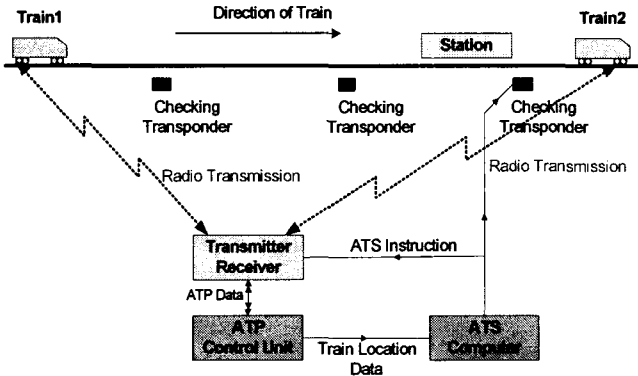 Train1
Direction of Train
Train2
Station
Checking
Transponder
Checking
Transponder
Checking
Transponder
Radio Transmission
Radio Transmission
Transmitter
Receiver
ATS Instruction
ATP Data
ATP
Control Unit
Train Location
Data
ATS
Computer